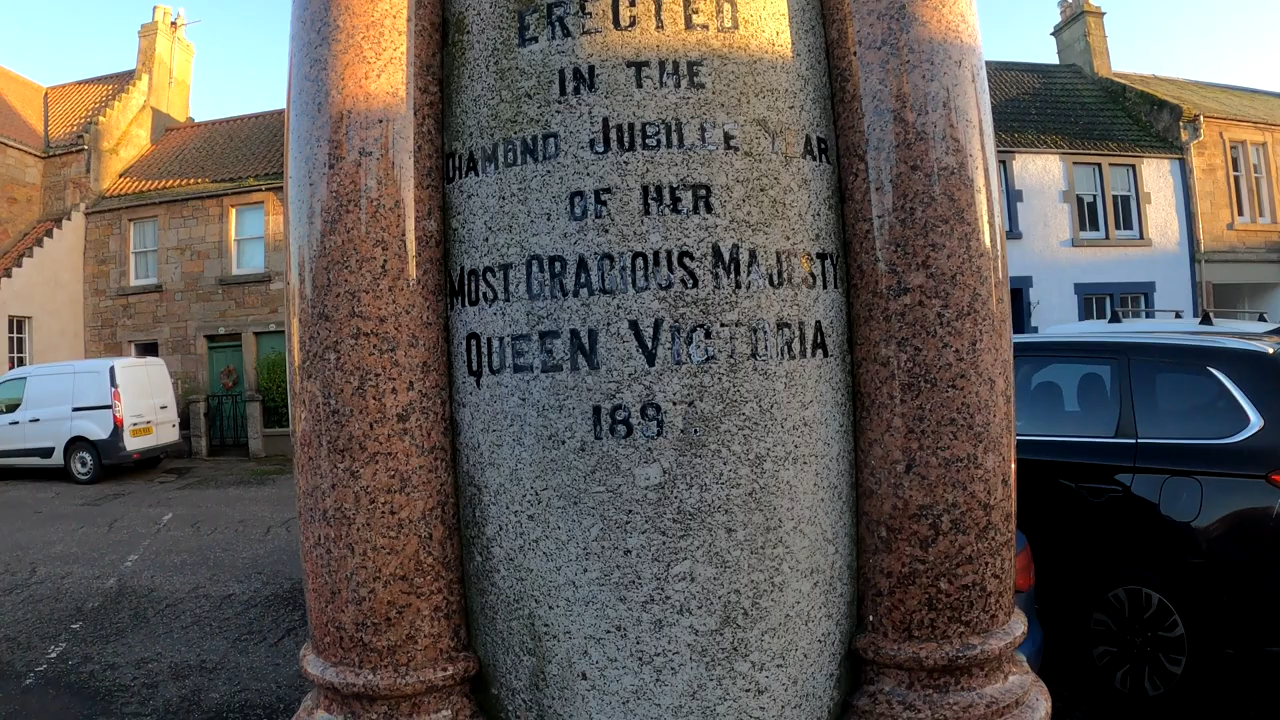 ERECTED
IN THE
DIAMOND JUBILEE YEAR
OF HER
MOST GRACIOUS MAJESTY
QUEEN VICTORIA
189